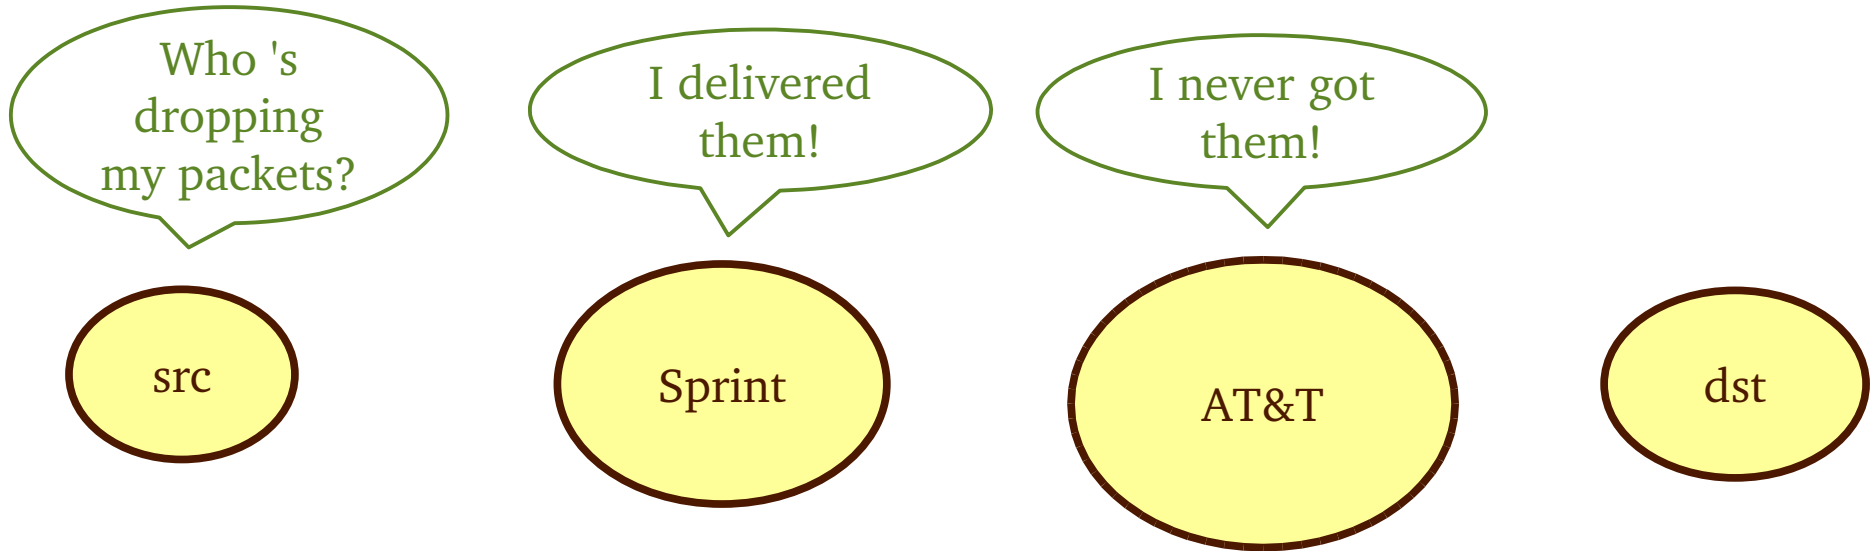 Who 's
dropping
my packets?
I delivered
them!
I never got
them!
src
Sprint
AT&T
dst